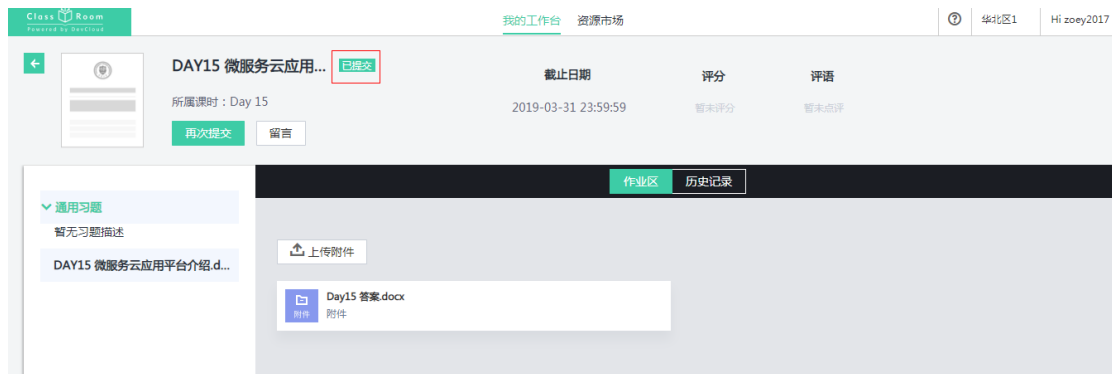 Class Room
Powered by DevCloud
我的工作台 资源市场
华北区1
Hi zoey2017
DAY15 微服务云应用... 已提交
所属课时：Day 15
再次提交 留言
截止日期 评分 评语
2019-03-31 23:59:59 暂未评分 暂未点评
作业区 历史记录
通用习题
暂无习题描述
DAY15 微服务云应用平台介绍.d...
上传附件
Day15 答案.docx
附件 附件